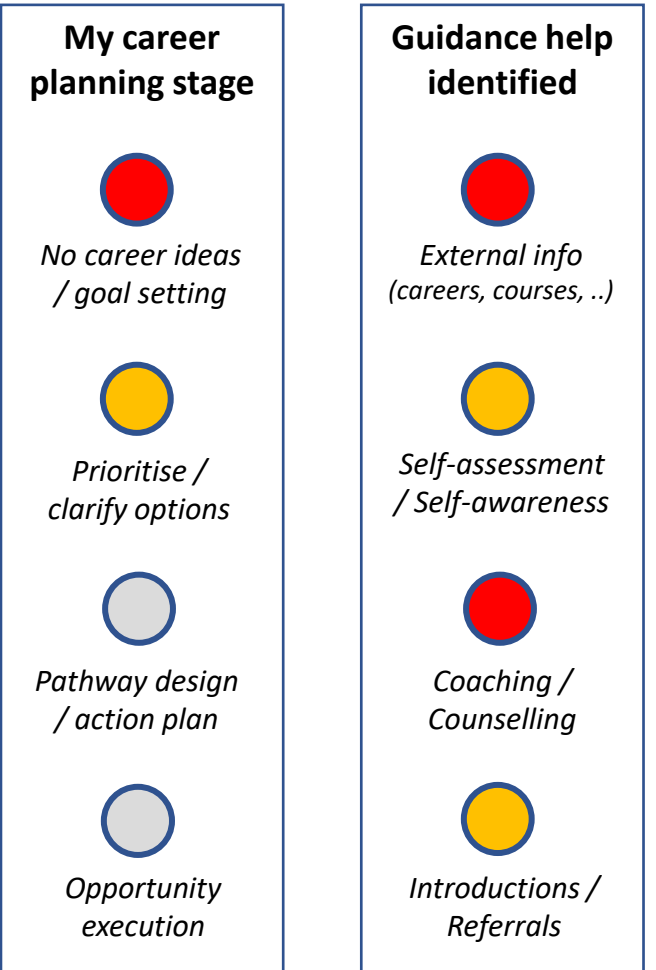 My career
planning stage
No career ideas
/ goal setting
Prioritise /
clarify options
Pathway design
/ action plan
Opportunity
execution
Guidance help
identified
External info
(careers, courses, ..)
Self-assessment
/ Self-awareness
Coaching /
Counselling
Introductions /
Referrals